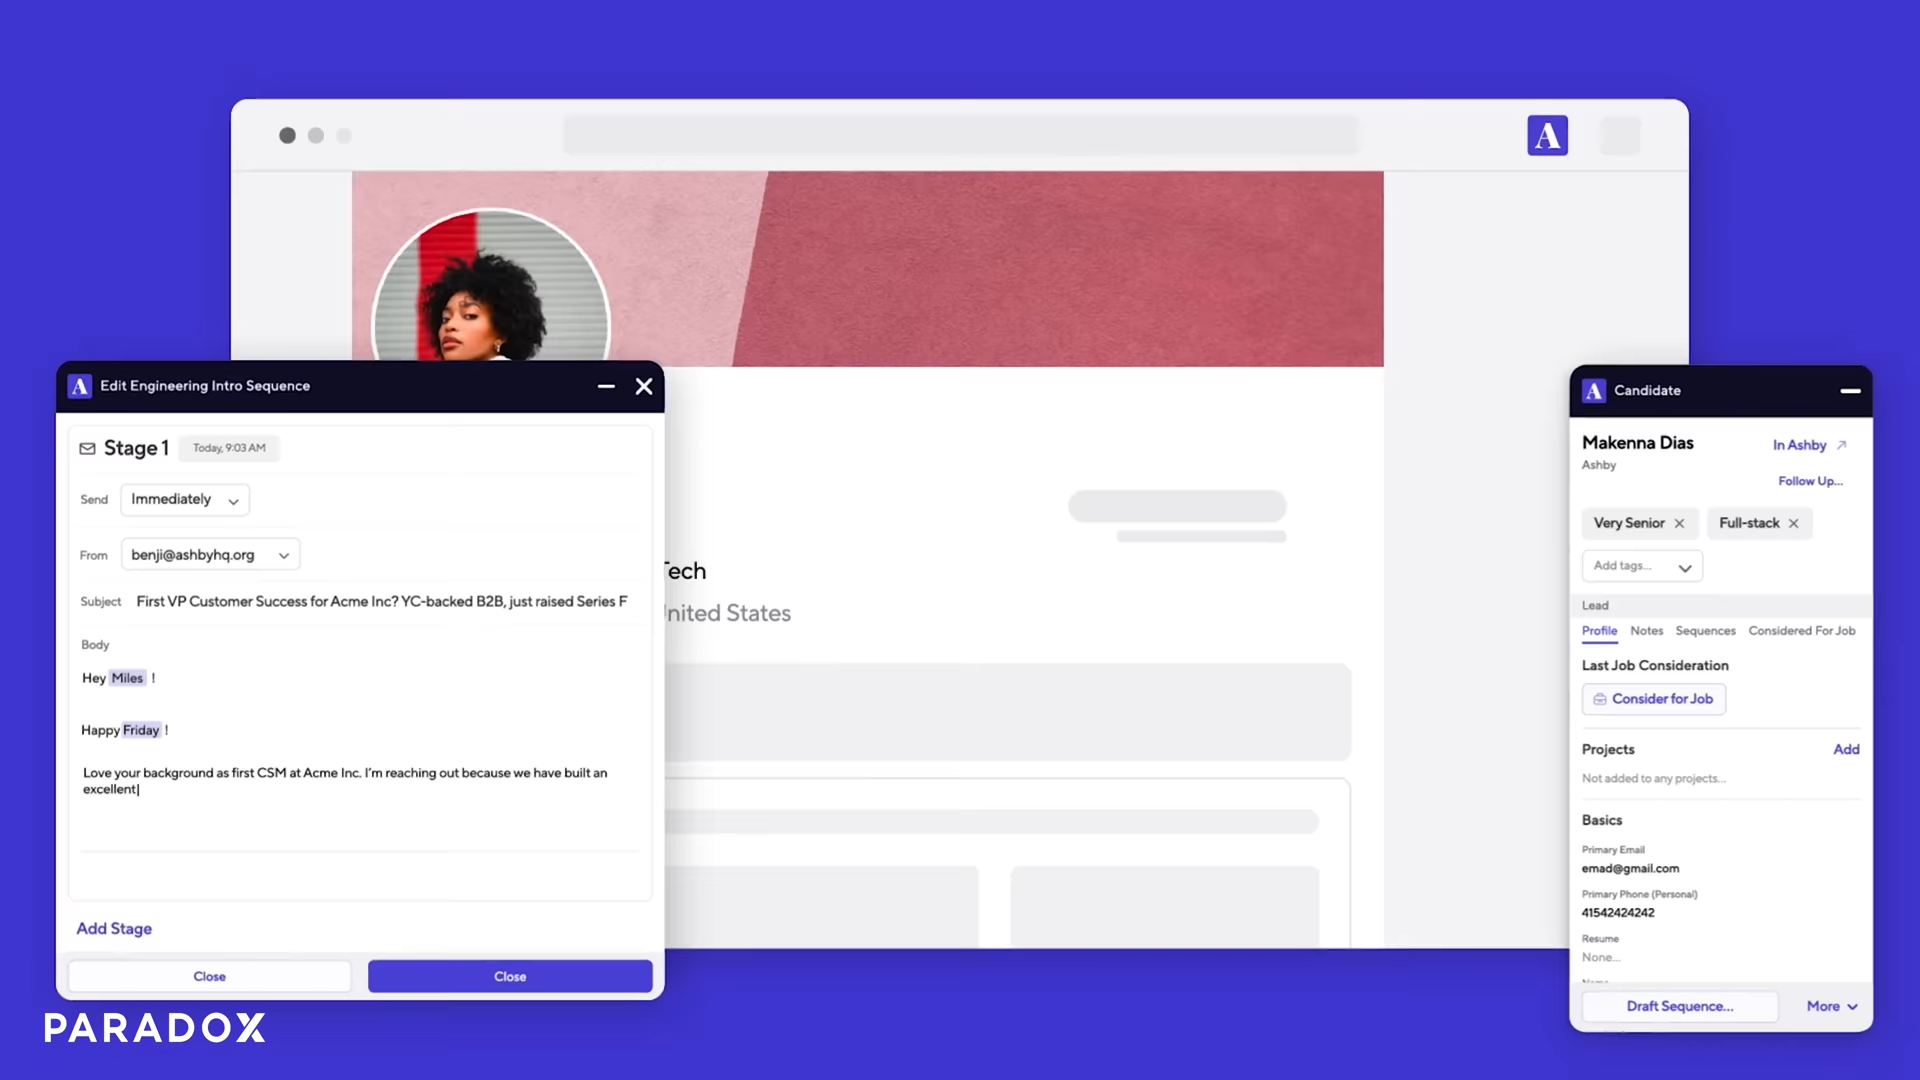 A
A Edit Engineering Intro Sequence
Stage 1 Today, 9:03 AM
Send Immediately
From benji@ashbyhq.org
Subject First VP Customer Success for Acme Inc? YC-backed B2B, just raised Series F
Body
Hey Miles !
Happy Friday !
Love your background as first CSM at Acme Inc. I'm reaching out because we have built an
excellent
Add Stage
Close Close
Tech
United States
A Candidate
Makenna Dias In Ashby
Ashby
Follow Up...
Very Senior Full-stack
Add tags...
Lead
Profile Notes Sequences Considered For Job
Last Job Consideration
Consider for Job
Projects Add
Not added to any projects...
Basics
Primary Email
emad@gmail.com
Primary Phone (Personal)
41542424242
Resume
None...
Draft Sequence... More
PARADOX